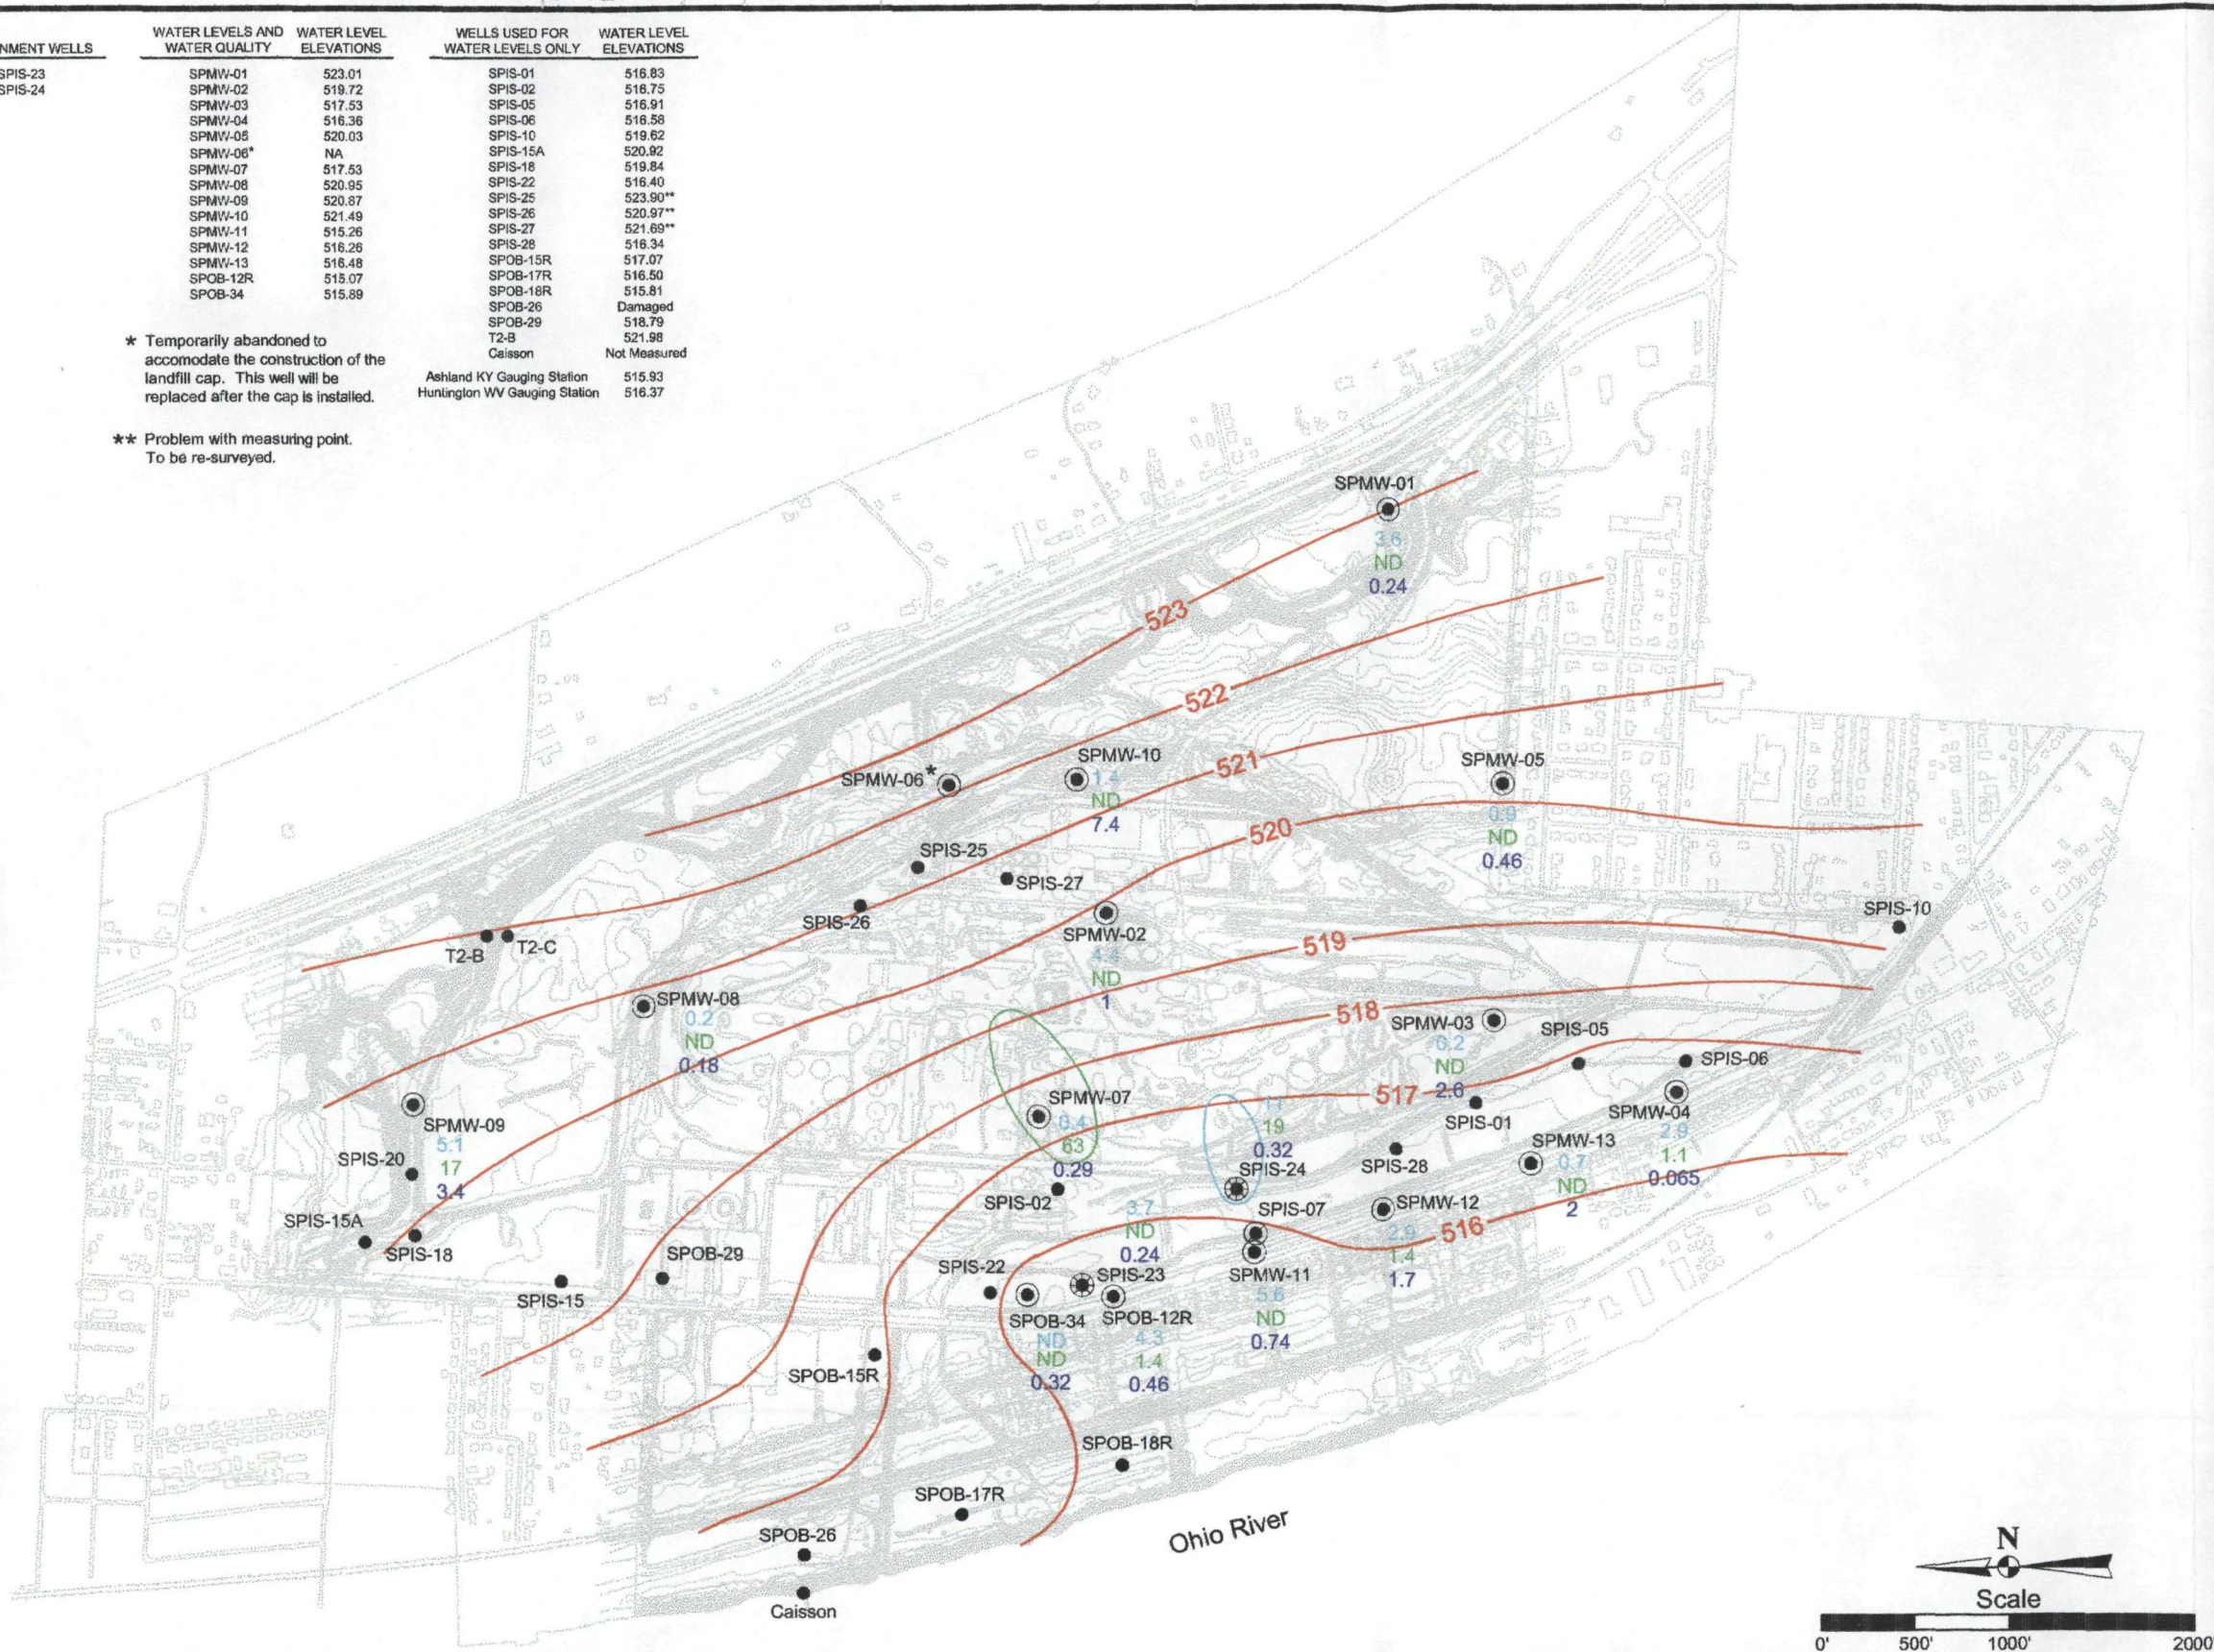 NMENT WELLS
SPIS-23
SPIS-24
WATER LEVELS AND WATER LEVEL
WATER QUALITY ELEVATIONS
SPMW-01 523.01
SPMW-02 519.72
SPMW-03 517.53
SPMW-04 516.36
SPMW-05 520.03
SPMW-06* NA
SPMW-07 517.53
SPMW-08 520.95
SPMW-09 520.87
SPMW-10 521.49
SPMW-11 515.26
SPMW-12 516.26
SPMW-13 516.48
SPOB-12R 515.07
SPOB-34 515.89
WELLS USED FOR WATER LEVEL
WATER LEVELS ONLY ELEVATIONS
SPIS-01 516.83
SPIS-02 516.75
SPIS-05 516.91
SPIS-06 516.58
SPIS-10 519.62
SPIS-15A 520.92
SPIS-18 519.84
SPIS-22 516.40
SPIS-25 523.90**
SPIS-26 520.97**
SPIS-27 521.69**
SPIS-28 516.34
SPOB-15R 517.07
SPOB-17R 516.50
SPOB-18R 515.81
SPOB-26 Damaged
SPOB-29 518.79
T2-B 521.98
Caisson Not Measured
Ashland KY Gauging Station 515.93
Huntington WV Gauging Station 516.37
* Temporarily abandoned to
accomodate the construction of the
landfill cap. This well will be
replaced after the cap is installed.
** Problem with measuring point.
To be re-surveyed.
SPMW-01
3.6
ND
0.24
523
522
521
520
519
518
517
516
SPMW-06*
SPMW-10
1.4
ND
7.4
SPMW-05
0.9
ND
0.46
SPIS-25
SPIS-27
SPIS-26
SPMW-02
4.4
ND
1
SPIS-10
T2-B
T2-C
SPMW-08
0.2
ND
0.18
SPMW-03
0.2
ND
2.6
SPIS-05
SPIS-06
SPMW-09
5.1
17
3.4
SPMW-07
0.4
63
0.29
11
19
0.32
SPIS-24
SPIS-01
SPMW-04
2.9
1.1
0.065
SPMW-13
0.7
ND
2
SPIS-28
SPIS-20
SPIS-02
SPIS-15A
SPIS-18
SPIS-07
SPMW-12
2.9
1.4
1.7
3.7
ND
0.24
SPIS-23
SPOB-29
SPIS-15
SPIS-22
SPMW-11
5.6
ND
0.74
SPOB-34
ND
ND
0.32
SPOB-12R
4.3
1.4
0.46
SPOB-15R
SPOB-18R
SPOB-17R
SPOB-26
Caisson
Ohio River
N
Scale
0' 500' 1000' 2000'